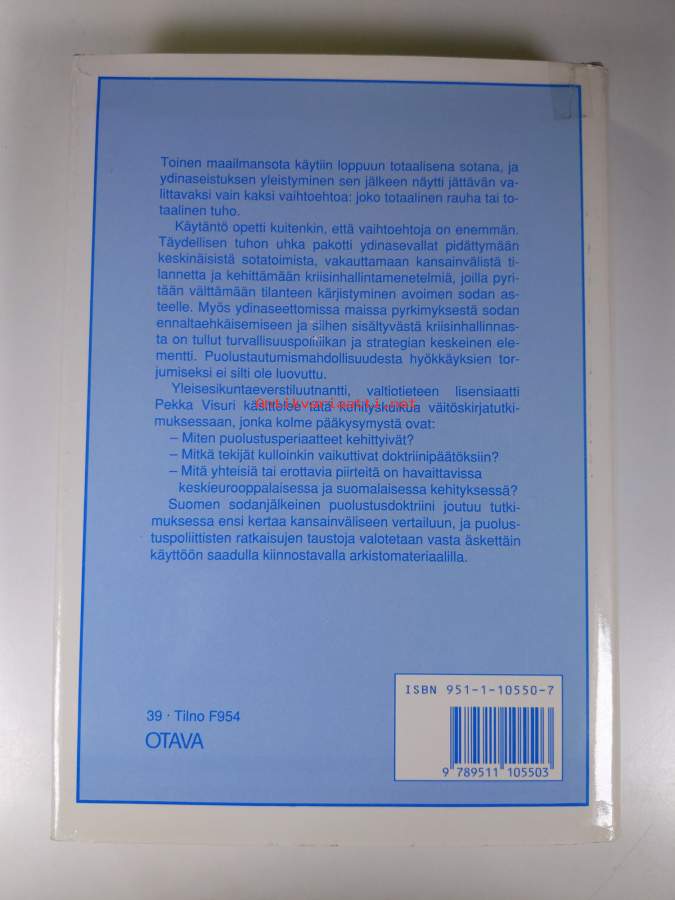 Toinen maailmansota käytiin loppuun totaalisena sotana, ja
ydinaseistuksen yleistyminen sen jälkeen näytti jättävän va-
littavaksi vain kaksi vaihtoehtoa: joko totaalinen rauha tai to-
taalinen tuho.
Käytäntö opetti kuitenkin, että vaihtoehtoja on enemmän.
Täydellisen tuhon uhka pakotti ydinasevallat pidättymään
keskinäisistä sotatoimista, vakauttamaan kansainvälistä ti-
lannetta ja kehittämään kriisinhallintamenetelmiä, joilla pyri-
tään välttämään tilanteen kärjistyminen avoimen sodan as-
teelle. Myös ydinaseettomissa maissa pyrkimyksestä sodan
ennaltaehkäisemiseen ja siihen sisältyvästä kriisinhallinnas-
ta on tullut turvallisuuspolitiikan ja strategian keskeinen ele-
mentti. Puolustautumismahdollisuudesta hyökkäyksien tor-
jumiseksi ei silti ole luovuttu.
Yleisesikuntaeverstiluutnantti, valtiotieteen lisensiaatti
Pekka Visuri käsittelee tätä kehityskulkua väitöskirjatutki-
muksessaan, jonka kolme pääkysymystä ovat:
– Miten puolustusperiaatteet kehittyivät?
– Mitkä tekijät kulloinkin vaikuttivat doktriinipäätöksiin?
– Mitä yhteisiä tai erottavia piirteitä on havaittavissa
keskieurooppalaisessa ja suomalaisessa kehityksessä?
Suomen sodanjälkeinen puolustusdoktriini joutuu tutki-
muksessa ensi kertaa kansainväliseen vertailuun, ja puolus-
tuspoliittisten ratkaisujen taustoja valotetaan vasta äskettäin
käyttöön saadulla kiinnostavalla arkistomateriaalilla.
Antikvariaatti.net
ISBN 951-1-10550-7
9 789511 105503
39 · Tilno F954
OTAVA